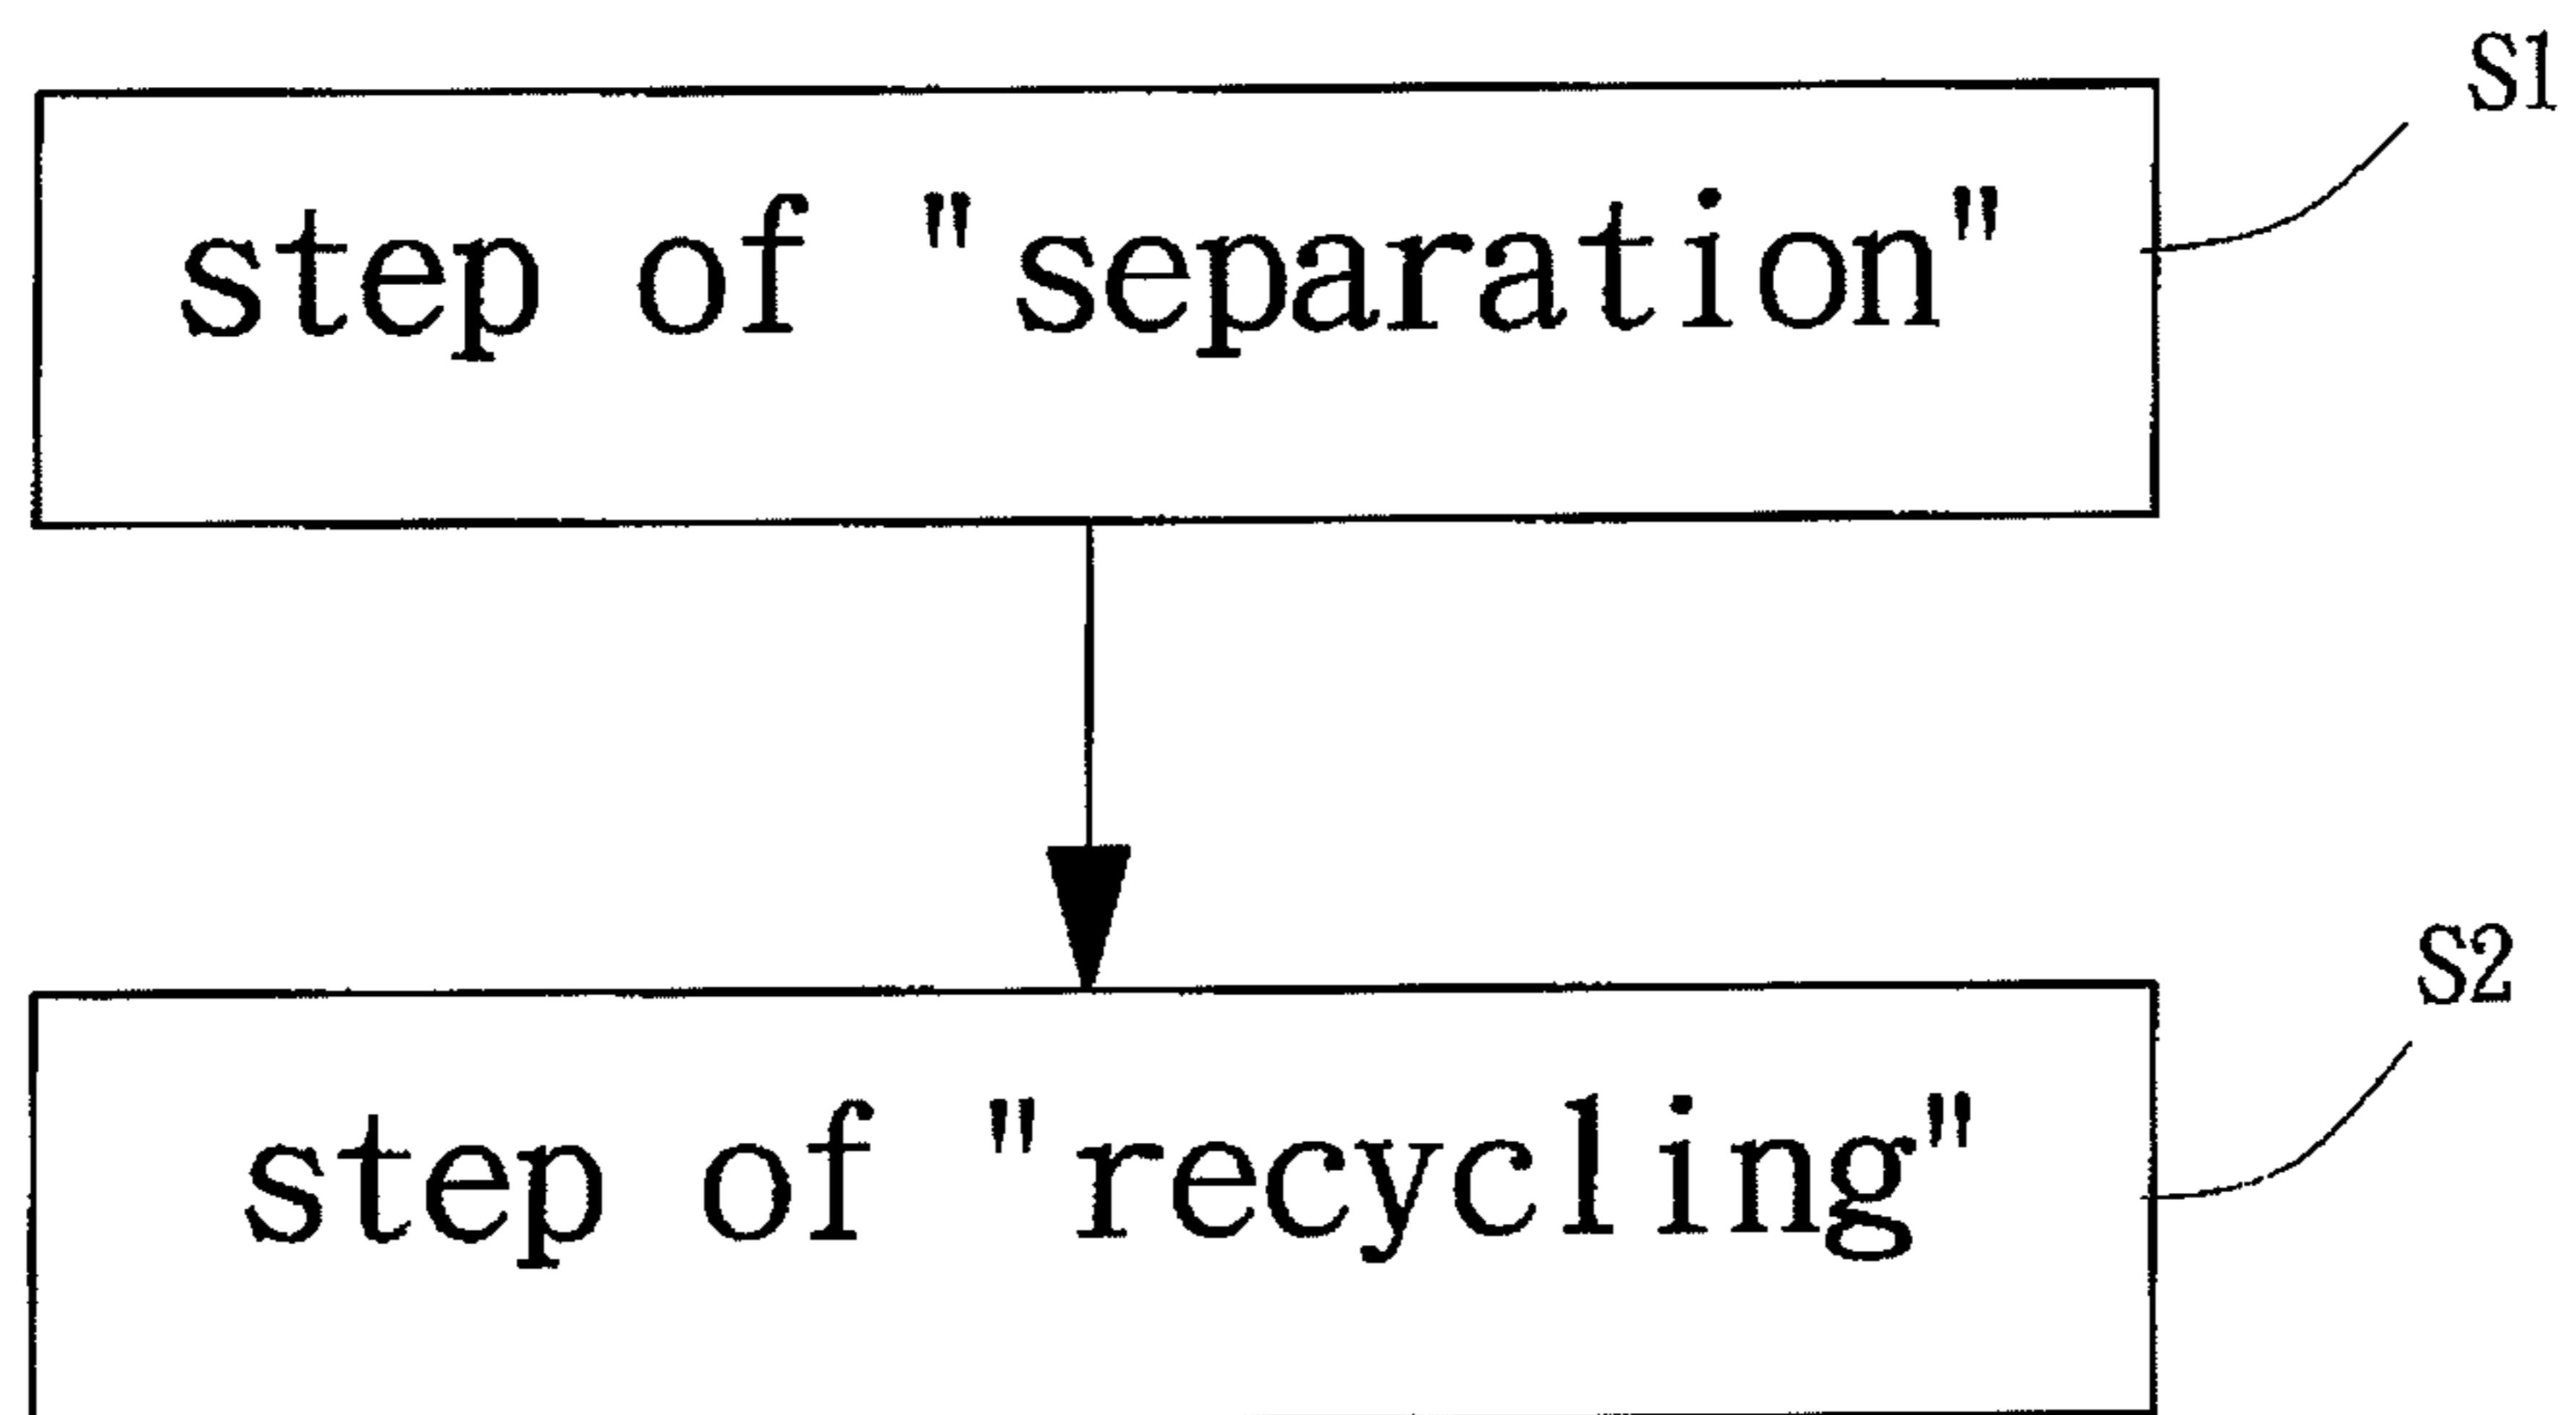 S1
step of "separation"
S2
step of "recycling"